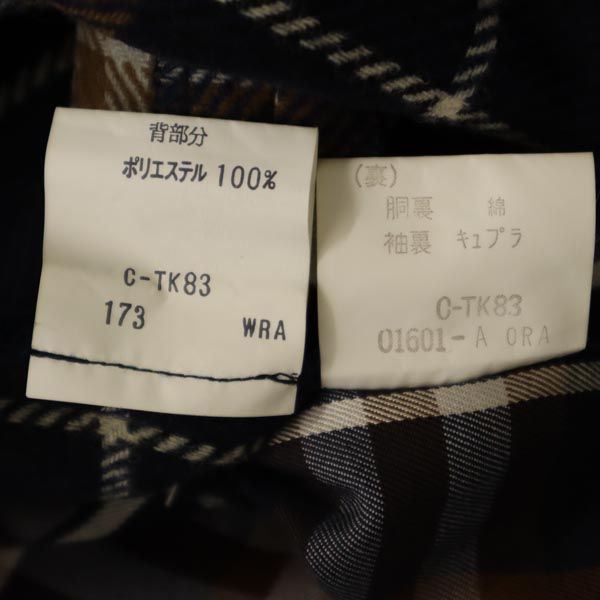 背部分
ポリエステル 100%
C-TK83
173 WRA
(裏)
胴裏 綿
袖裏 キュプラ
C-TK83
01601-A ORA